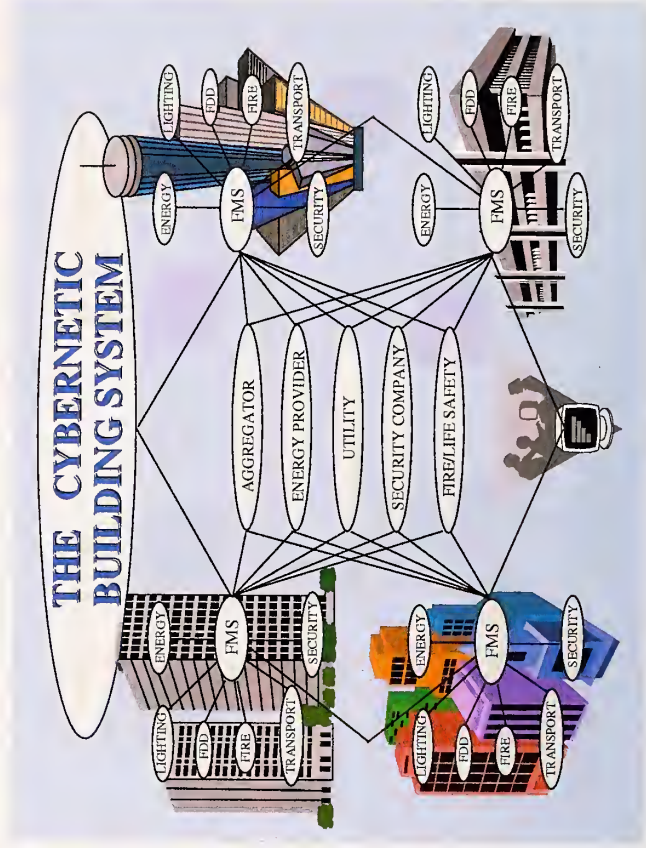 THE CYBERNETIC
BUILDING SYSTEM
LIGHTING
FDD
FIRE
TRANSPORT
ENERGY
FMS
SECURITY
ENERGY
FMS
SECURITY
LIGHTING
FDD
FIRE
TRANSPORT
AGGREGATOR
ENERGY PROVIDER
UTILITY
SECURITY COMPANY
FIRE/LIFE SAFETY
LIGHTING
FDD
FIRE
TRANSPORT
ENERGY
FMS
SECURITY
ENERGY
FMS
SECURITY
LIGHTING
FDD
FIRE
TRANSPORT